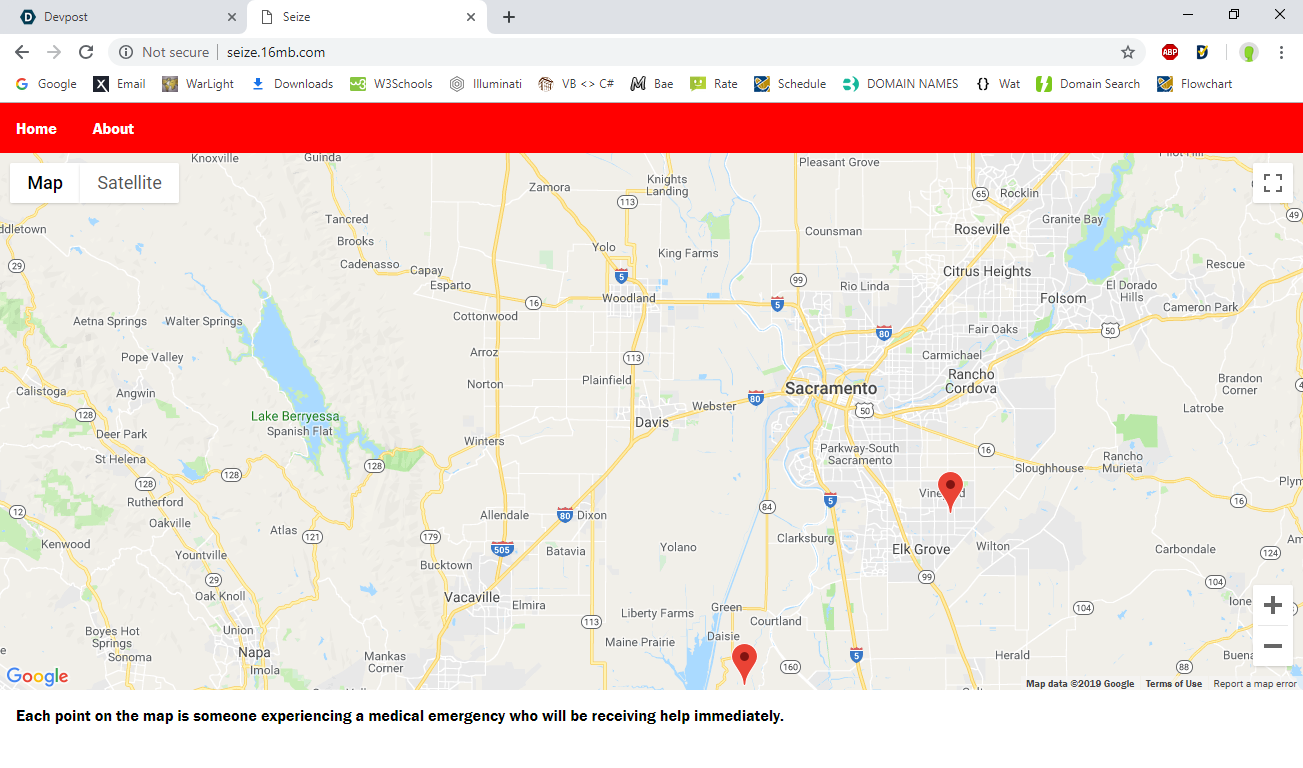 Devpost
Seize
Not secure
seize.16mb.com
ABP
Google
X Email
WarLight
Downloads
W3Schools
Illuminati
VB <> C#
Bae
Rate
Schedule
DOMAIN NAMES
{} Wat
Domain Search
Flowchart
Home About
Map Satellite
Knoxville
Guinda
Pleasant Grove
Zamora
Knights
Landing
113
65
Rocklin
Tancred
Granite Bay
49
ddletown
Brooks
Yolo
Counsman
Roseville
King Farms
29
Cadenasso
Capay
5
99
Citrus Heights
Rescue
Esparto
Rio Linda
Folsom
El Dorado
Hills
16
Woodland
5
Cameron Park
Aetna Springs
Walter Springs
Cottonwood
80
Fair Oaks
50
Pope Valley
Arroz
113
Carmichael
Calistoga
Angwin
Norton
Plainfield
Sacramento
Rancho
Cordova
Brandon
Corner
128
Lake Berryessa
Spanish Flat
Davis
Webster
80
50
Latrobe
Deer Park
Winters
Parkway-South
Sacramento
16
St Helena
128
128
Sloughhouse
Rancho
Murieta
128
Plym
Rutherford
12
Oakville
Allendale
80
Dixon
84
5
16
Kenwood
Atlas
121
179
505
Batavia
Yolano
Clarksburg
Elk Grove
Wilton
Carbondale
124
Am
Yountville
Bucktown
29
99
104
Oak Knoll
Vacaville
Elmira
Liberty Farms
Green
104
Ione
Boyes Hot
Springs
Union
113
Courtland
Sonoma
Napa
Maine Prairie
Daisie
Imola
Mankas
Corner
160
5
Herald
88
Buena
Google
Map data ©2019 Google Terms of Use Report a map error
Each point on the map is someone experiencing a medical emergency who will be receiving help immediately.